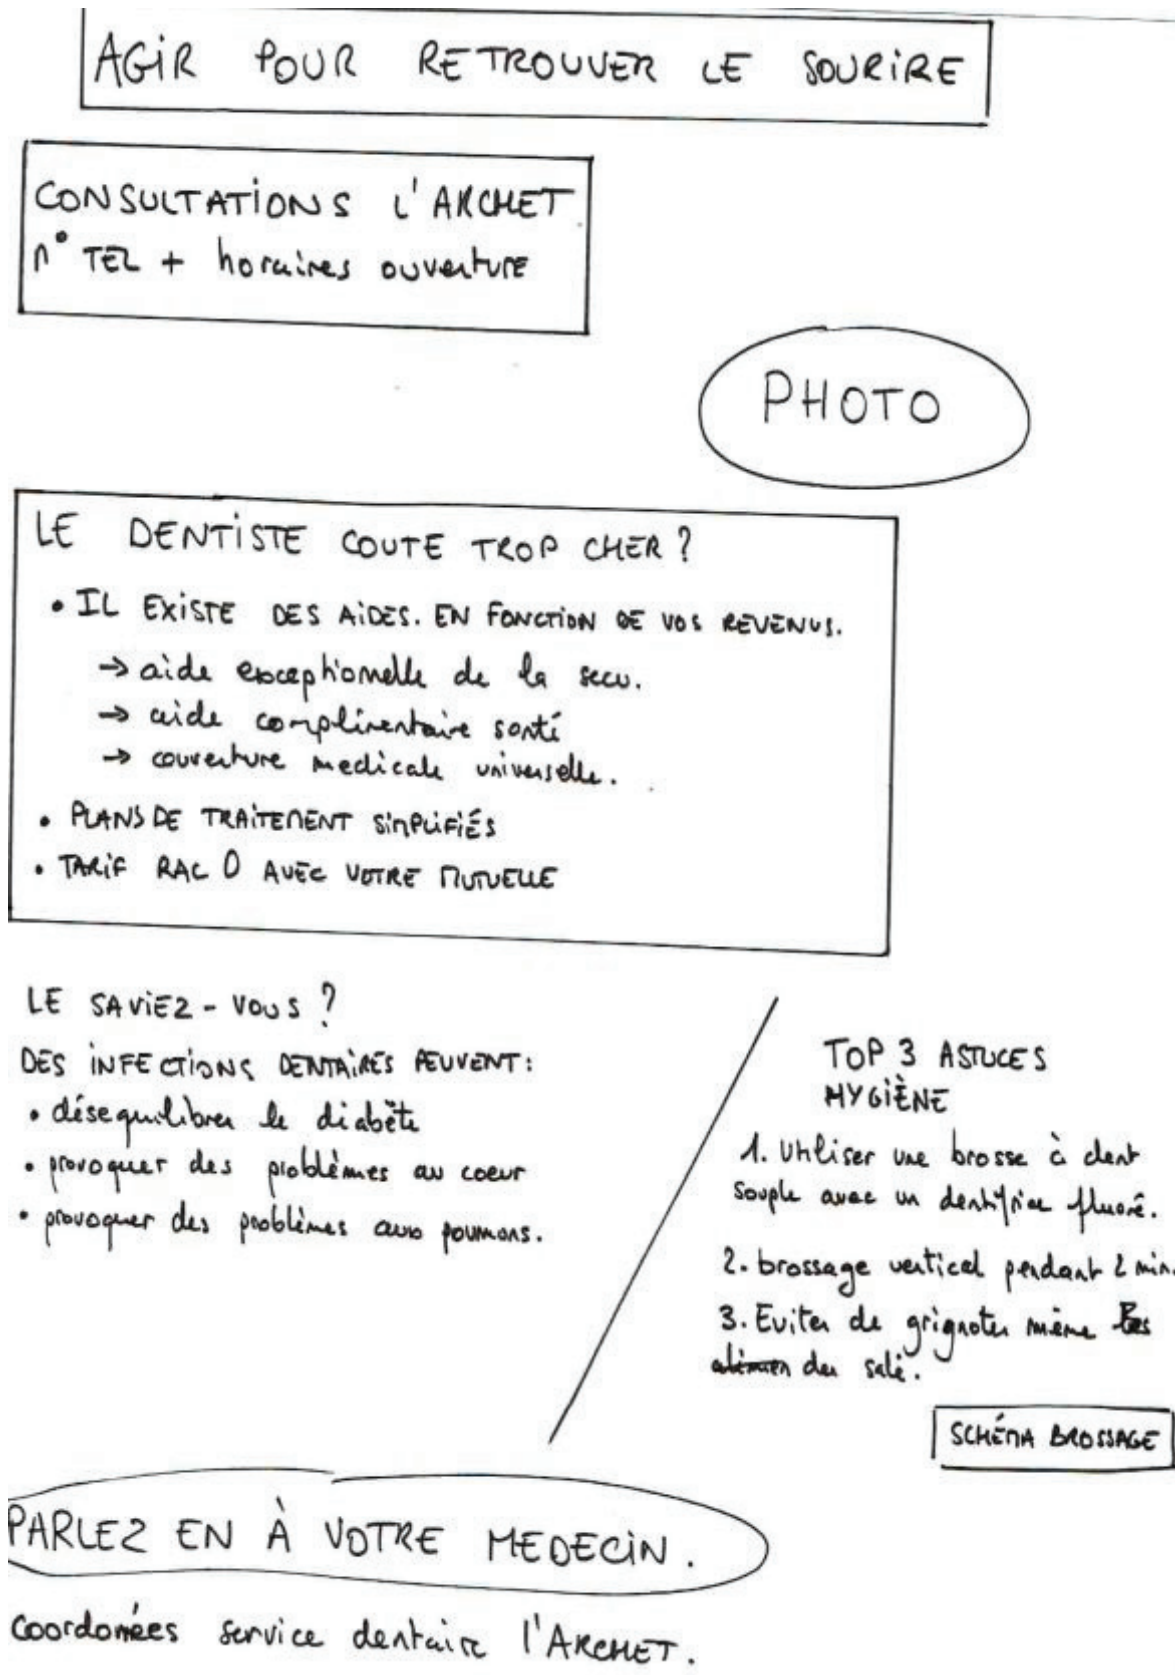 AGIR POUR RETROUVER LE SOURIRE
CONSULTATIONS L'ARCHET
n° TEL + horaires ouverture
PHOTO
LE DENTISTE COUTE TROP CHER ?
• IL EXISTE DES AIDES. EN FONCTION DE VOS REVENUS.
→ aide exceptionelle de la secu.
→ aide complimentaire santé
→ couverture medicale universelle.
• PLANS DE TRAITEMENT SIMPLIFIÉS
• TARIF RAC 0 AVEC VOTRE MUTUELLE
LE SAVIEZ-VOUS ?
DES INFECTIONS DENTAIRES PEUVENT :
• désequilibrer le diabète
• provoquer des problèmes au coeur
• provoquer des problèmes aux poumons.
TOP 3 ASTUCES
HYGIÈNE
1. Utiliser une brosse à dent
souple avec un dentifrice fluoré.
2. brossage vertical pendant 2 min.
3. Eviter de grignoter même les
alimen du salé.
SCHÉMA BROSSAGE
PARLEZ EN À VOTRE MEDECIN.
Coordonées service dentaire l'ARCHET.